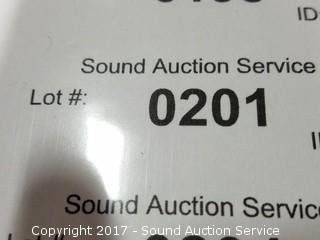 ID
Sound Auction Service
Lot #: 0201
Sound Auction Service
Copyright 2017 - Sound Auction Service